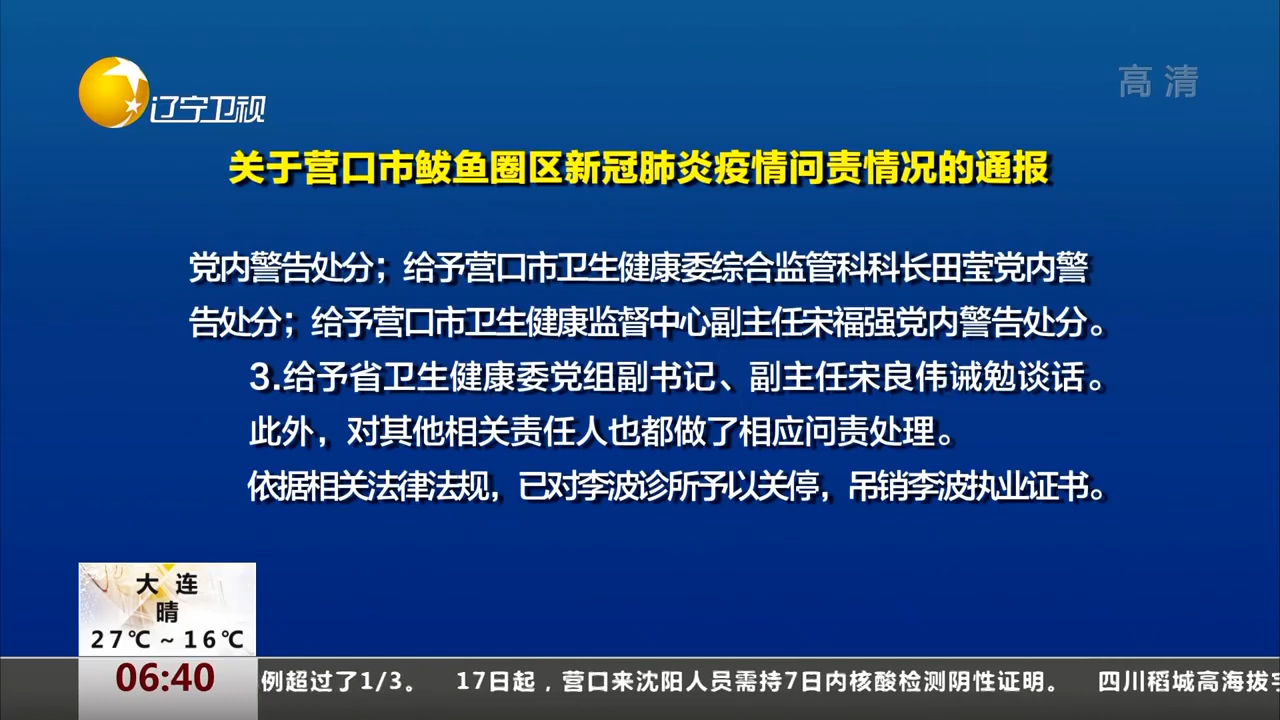 辽宁卫视
高清
关于营口市鲅鱼圈区新冠肺炎疫情问责情况的通报
党内警告处分；给予营口市卫生健康委综合监管科科长田莹党内警
告处分；给予营口市卫生健康监督中心副主任宋福强党内警告处分。
3.给予省卫生健康委党组副书记、副主任宋良伟诫勉谈话。
此外，对其他相关责任人也都做了相应问责处理。
依据相关法律法规，已对李波诊所予以关停，吊销李波执业证书。
大连
晴
27℃~16℃
06:40
例超过了1/3。 17日起，营口来沈阳人员需持7日内核酸检测阴性证明。 四川稻城高海拔宇